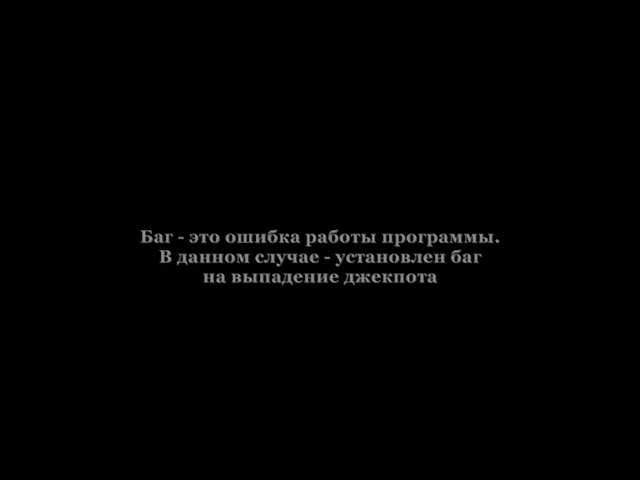 Баг - это ошибка работы программы.
В данном случае - установлен баг
на выпадение джекпота